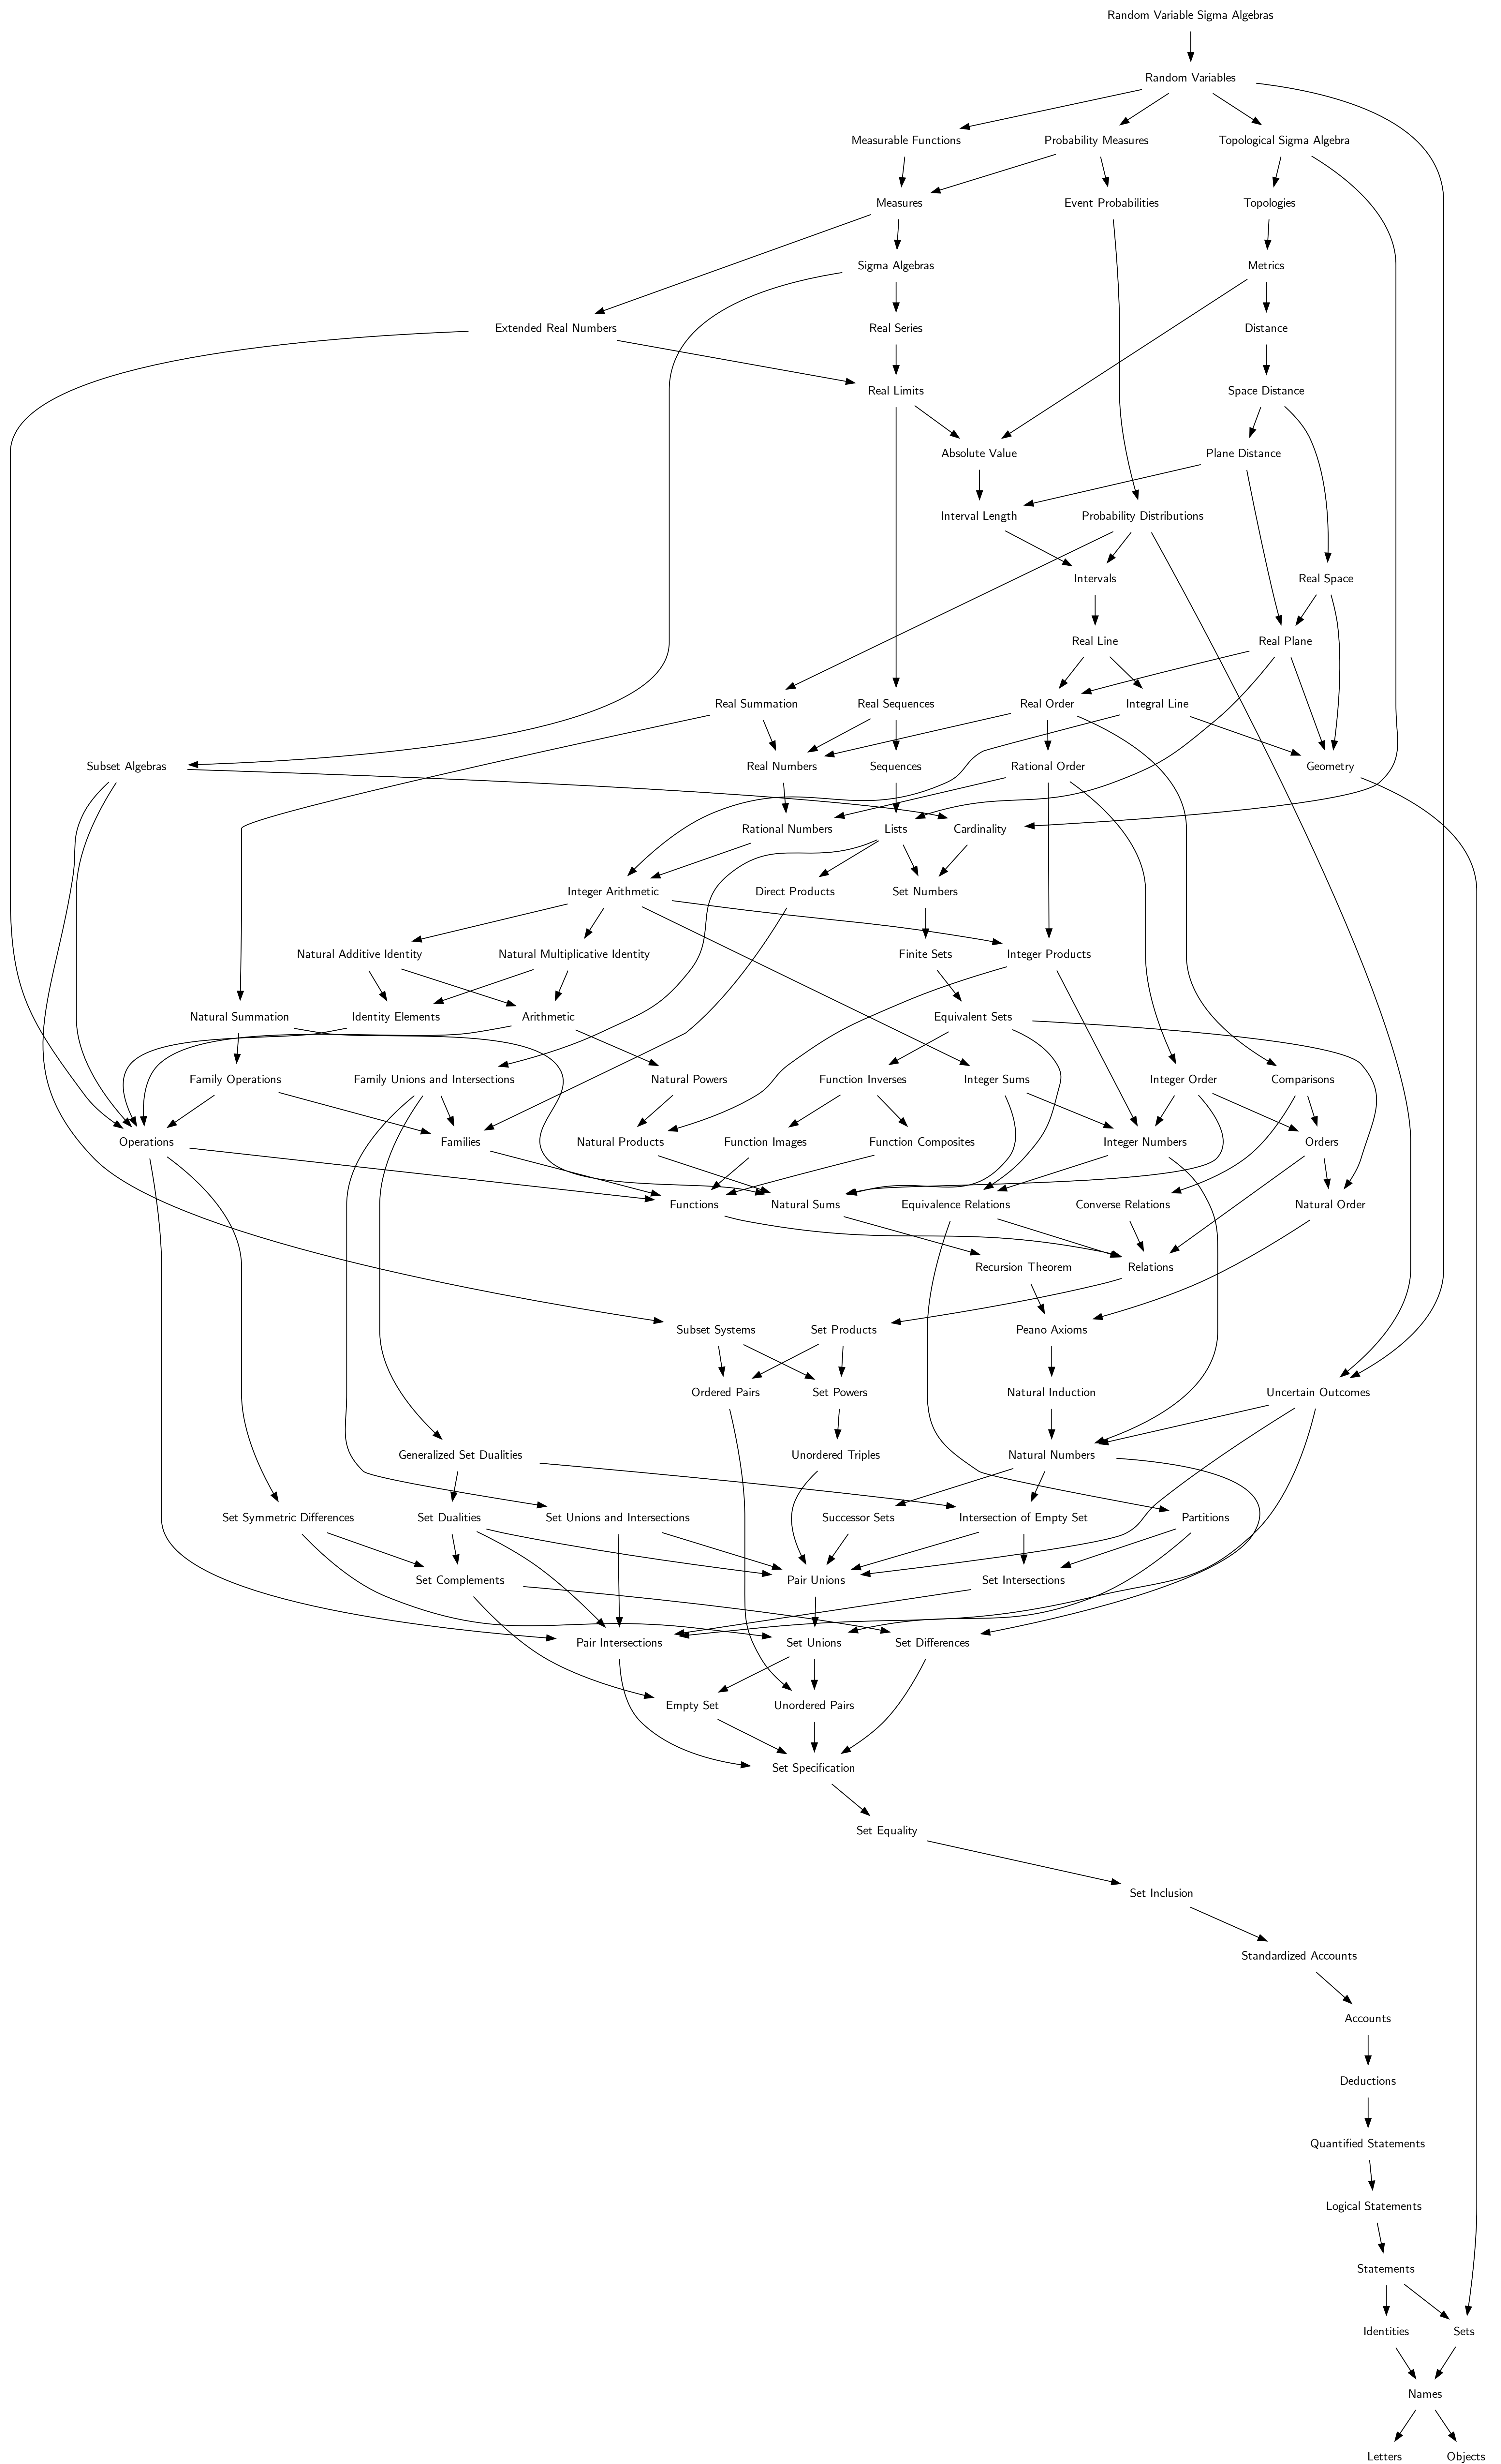 Random Variable Sigma Algebras
Random Variables
Measurable Functions
Probability Measures
Topological Sigma Algebra
Measures
Event Probabilities
Topologies
Sigma Algebras
Metrics
Extended Real Numbers
Real Series
Distance
Real Limits
Space Distance
Absolute Value
Plane Distance
Interval Length
Probability Distributions
Intervals
Real Space
Real Line
Real Plane
Real Summation
Real Sequences
Real Order
Integral Line
Subset Algebras
Real Numbers
Sequences
Rational Order
Geometry
Rational Numbers
Lists
Cardinality
Integer Arithmetic
Direct Products
Set Numbers
Natural Additive Identity
Natural Multiplicative Identity
Finite Sets
Integer Products
Natural Summation
Identity Elements
Arithmetic
Equivalent Sets
Family Operations
Family Unions and Intersections
Natural Powers
Function Inverses
Integer Sums
Integer Order
Comparisons
Operations
Families
Natural Products
Function Images
Function Composites
Integer Numbers
Orders
Functions
Natural Sums
Equivalence Relations
Converse Relations
Natural Order
Recursion Theorem
Relations
Subset Systems
Set Products
Peano Axioms
Ordered Pairs
Set Powers
Natural Induction
Uncertain Outcomes
Generalized Set Dualities
Unordered Triples
Natural Numbers
Set Symmetric Differences
Set Dualities
Set Unions and Intersections
Successor Sets
Intersection of Empty Set
Partitions
Set Complements
Pair Unions
Set Intersections
Pair Intersections
Set Unions
Set Differences
Empty Set
Unordered Pairs
Set Specification
Set Equality
Set Inclusion
Standardized Accounts
Accounts
Deductions
Quantified Statements
Logical Statements
Statements
Identities
Sets
Names
Letters
Objects